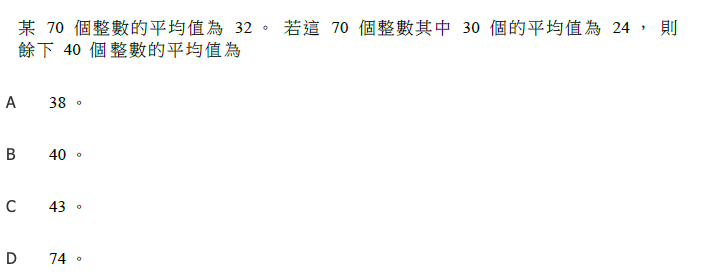 某 70 個整數的平均值為 32 。 若這 70 個整數其中 30 個的平均值為 24 ， 則
餘下 40 個整數的平均值為
A 38 。
B 40 。
C 43 。
D 74 。